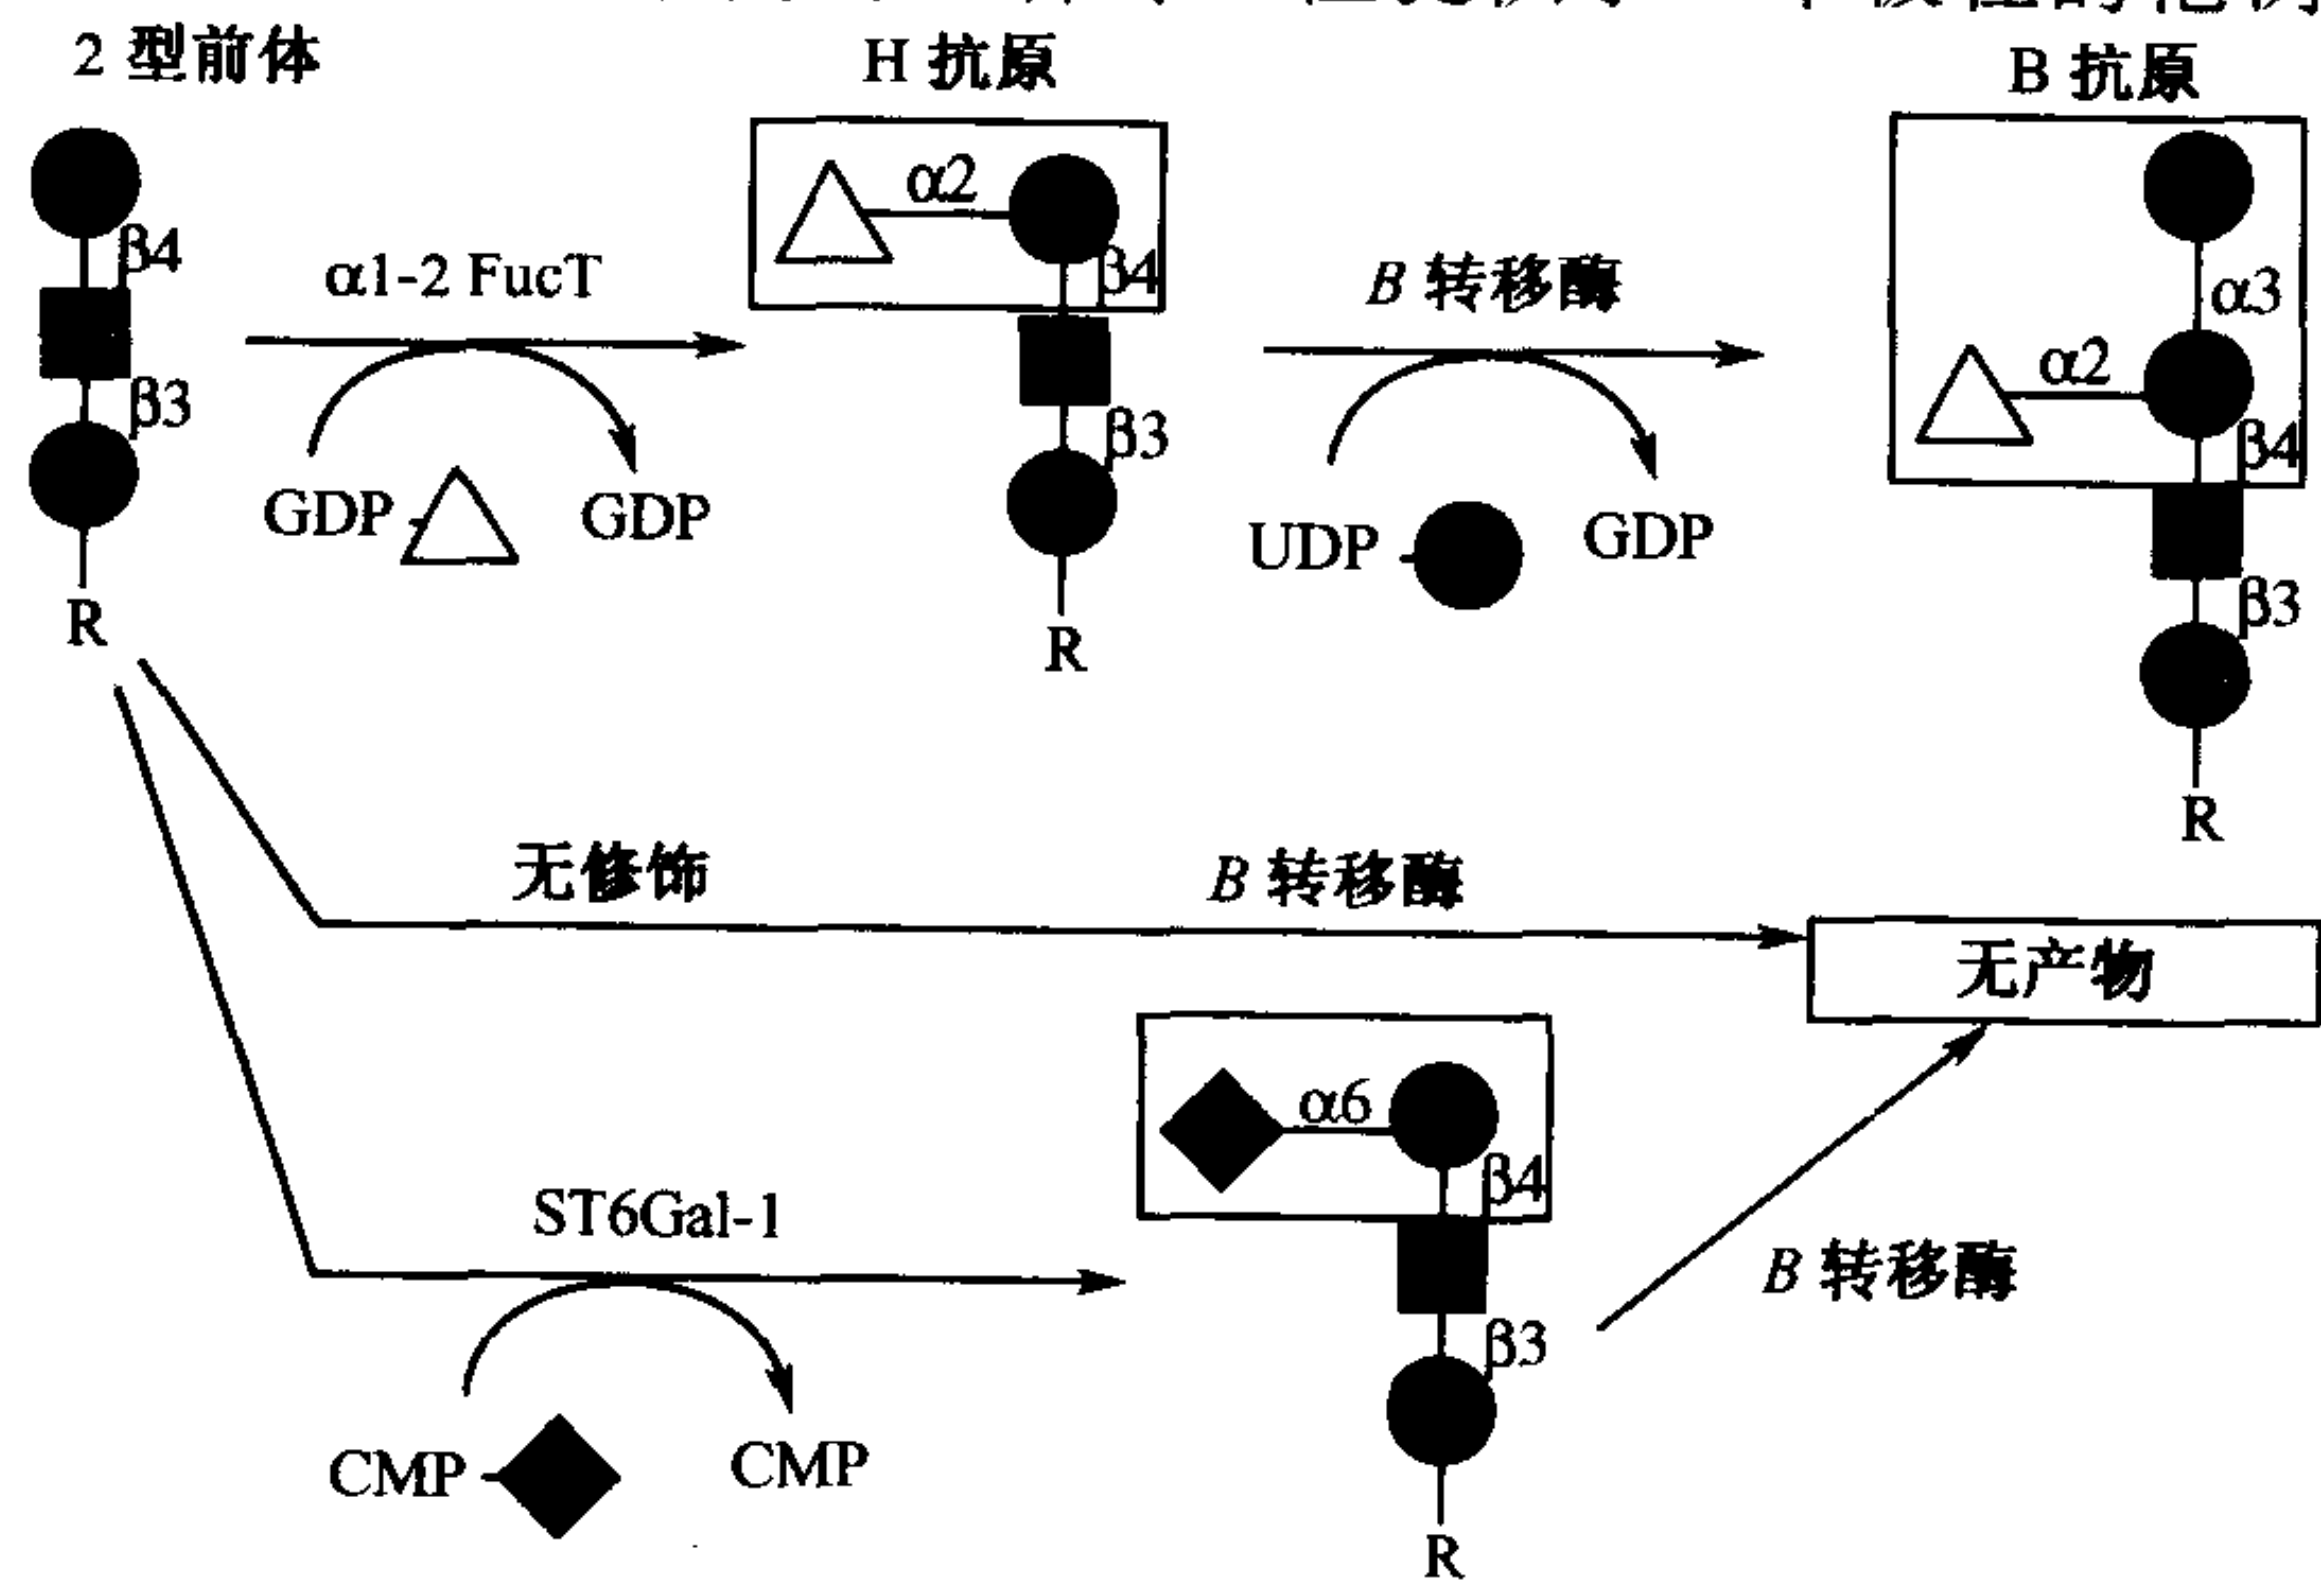 2 型前体
H 抗原
B 抗原
α2
β4
β3
R
α1-2 FucT
GDP
GDP
β4
β3
R
B 转移酶
UDP
GDP
α3
α2
β4
β3
R
无修饰
B 转移酶
无产物
ST6Gal-1
CMP
CMP
α6
β4
β3
R
B 转移酶